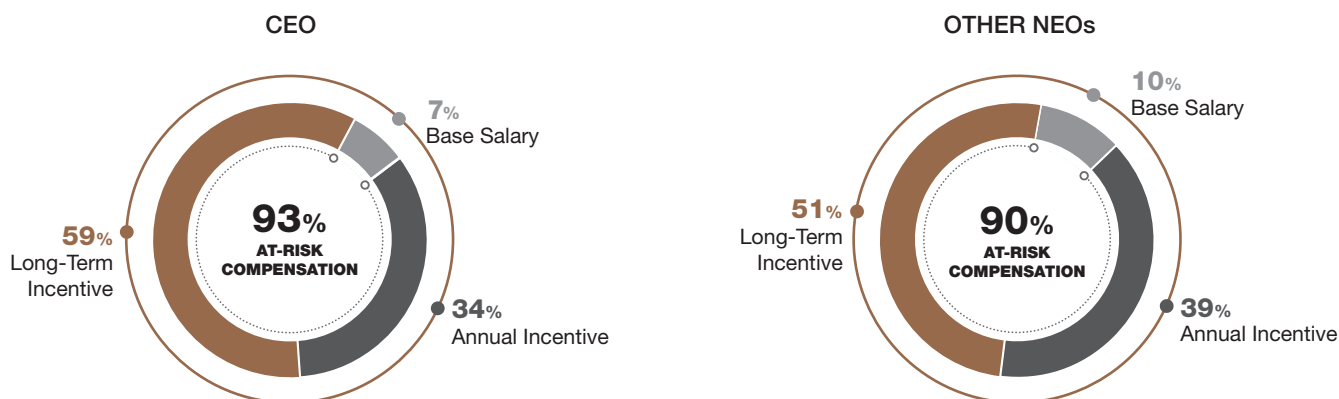 CEO
7%
Base Salary
93%
AT-RISK
COMPENSATION
59%
Long-Term
Incentive
34%
Annual Incentive
OTHER NEOs
10%
Base Salary
90%
AT-RISK
COMPENSATION
51%
Long-Term
Incentive
39%
Annual Incentive